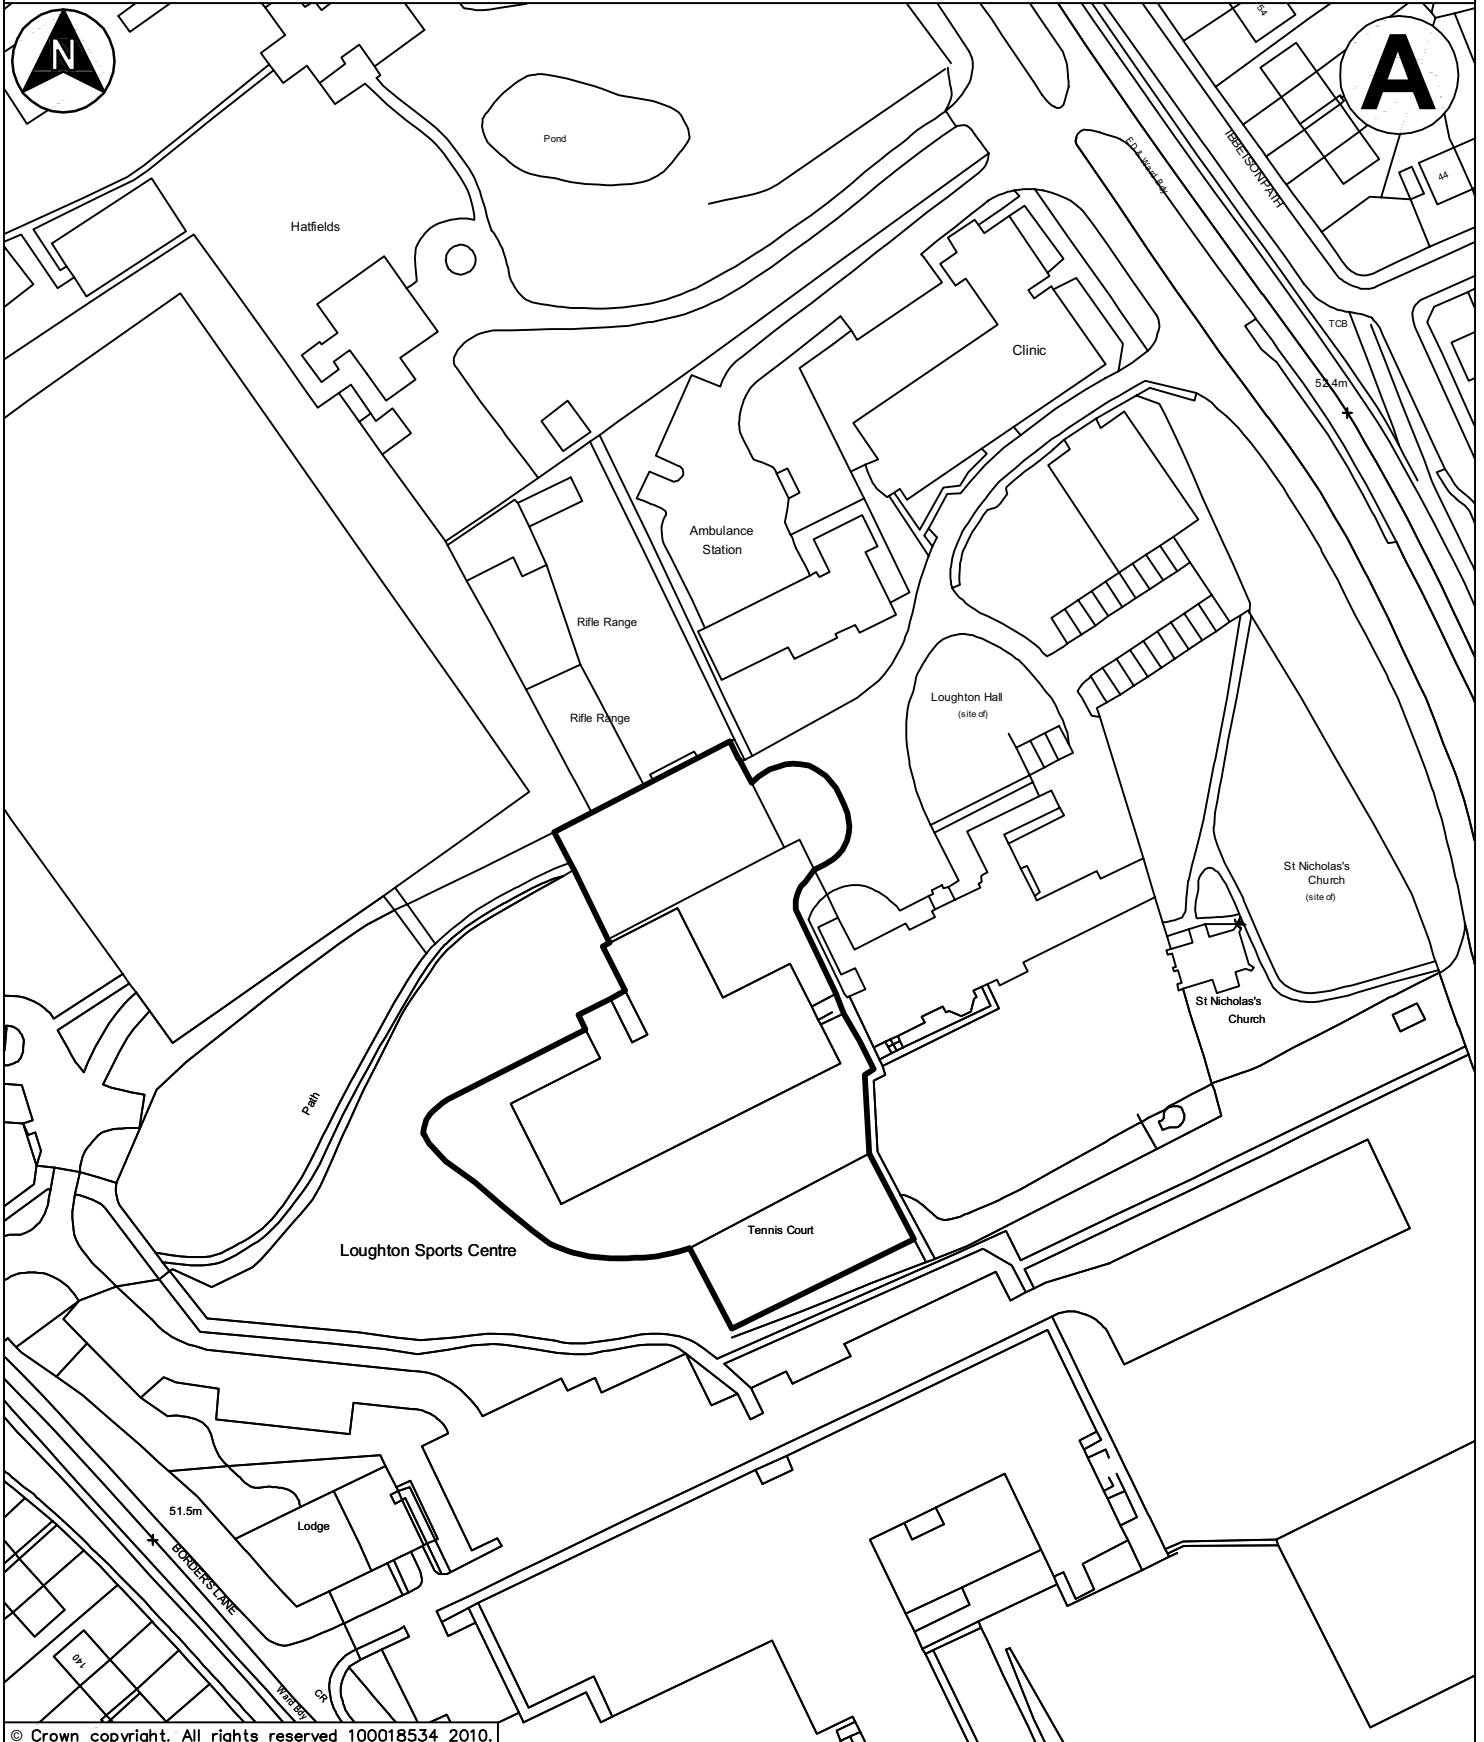 N
A
54
Pond
E D & Ward Bdy
IBBETSON PATH
44
Hatfields
TCB
Clinic
52.4m
Ambulance
Station
Rifle Range
Loughton Hall
(site of)
Rifle Range
St Nicholas's
Church
(site of)
St Nicholas's
Church
Path
Tennis Court
Loughton Sports Centre
51.5m
Lodge
BORDERS LANE
140
Ward Bdy
CR
© Crown copyright. All rights reserved 100018534 2010.